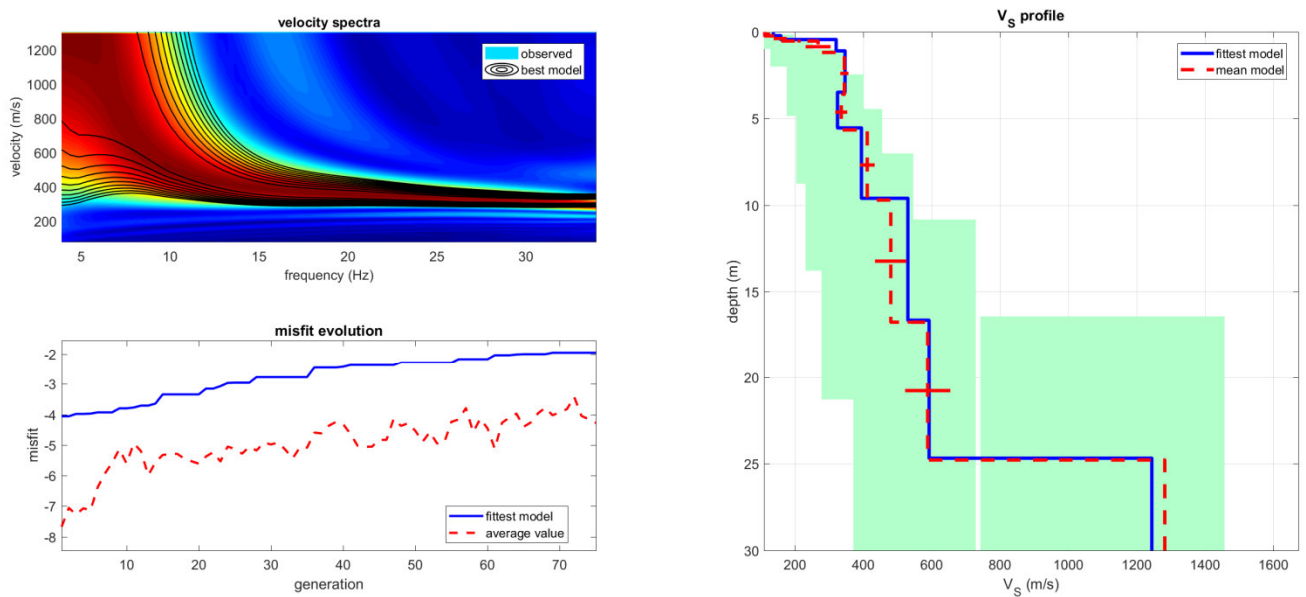 velocity spectra
1200
1000
800
600
400
200
velocity (m/s)
observed
best model
5
10
15
20
25
30
frequency (Hz)
misfit evolution
-2
-3
-4
-5
-6
-7
-8
misfit
fittest model
average value
10
20
30
40
50
60
70
generation
V_S profile
0
5
10
15
20
25
30
depth (m)
fittest model
mean model
200
400
600
800
1000
1200
1400
1600
V_S (m/s)